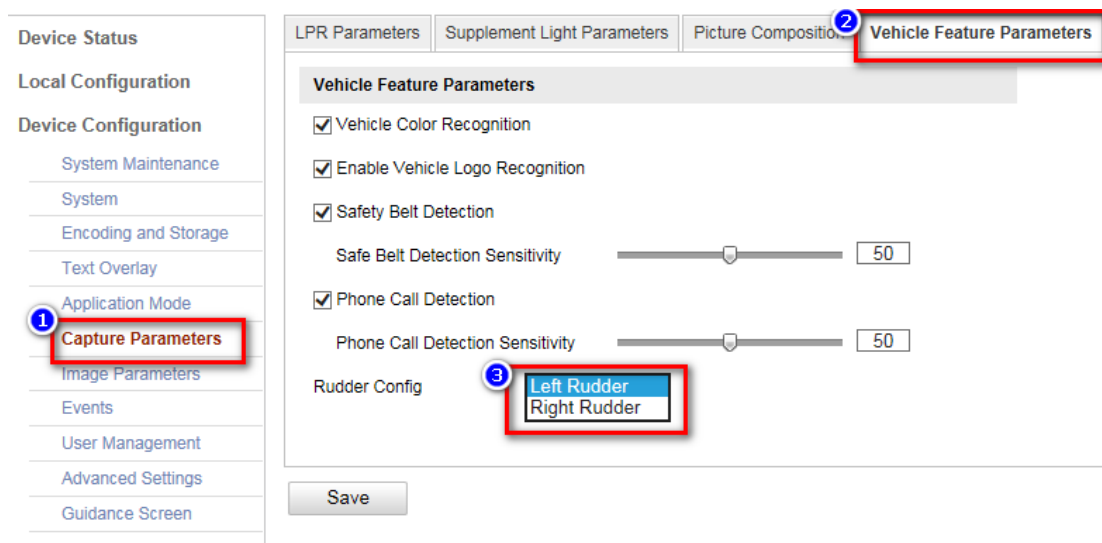 Device Status
Local Configuration
Device Configuration
System Maintenance
System
Encoding and Storage
Text Overlay
Application Mode
1
Capture Parameters
Image Parameters
Events
User Management
Advanced Settings
Guidance Screen
LPR Parameters
Supplement Light Parameters
Picture Composition
2
Vehicle Feature Parameters
Vehicle Feature Parameters
Vehicle Color Recognition
Enable Vehicle Logo Recognition
Safety Belt Detection
Safe Belt Detection Sensitivity 50
Phone Call Detection
Phone Call Detection Sensitivity 50
Rudder Config
3
Left Rudder
Right Rudder
Save